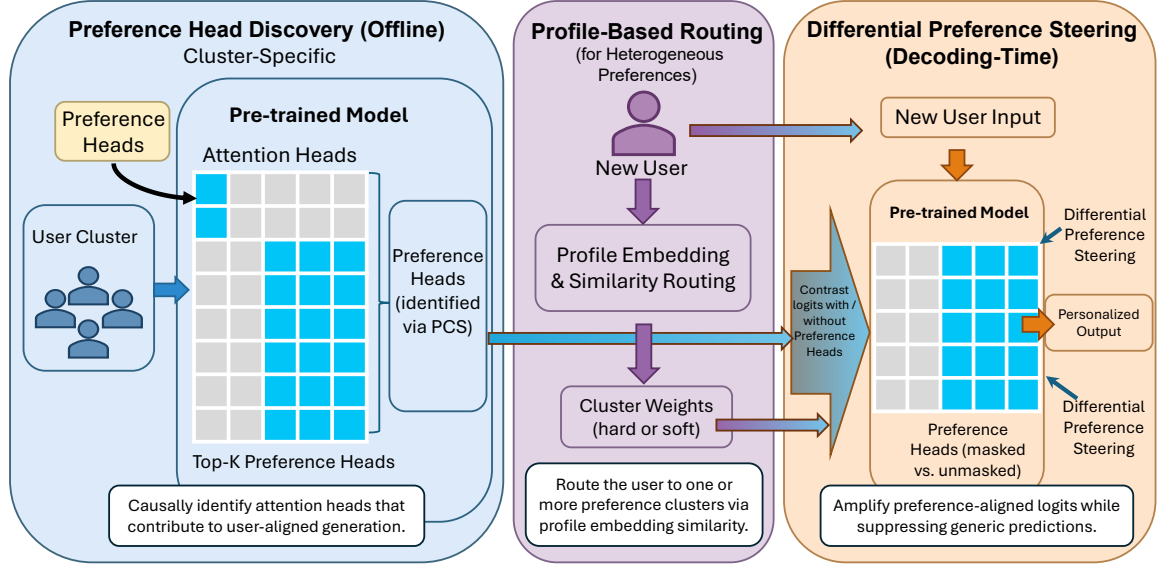 Preference Head Discovery (Offline)
Cluster-Specific
Preference
Heads
Pre-trained Model
Attention Heads
User Cluster
Preference
Heads
(identified
via PCS)
Top-K Preference Heads
Causally identify attention heads that
contribute to user-aligned generation.
Profile-Based Routing
(for Heterogeneous
Preferences)
New User
Profile Embedding
& Similarity Routing
Cluster Weights
(hard or soft)
Route the user to one or
more preference clusters via
profile embedding similarity.
Differential Preference Steering
(Decoding-Time)
New User Input
Contrast
logits with /
without
Preference
Heads
Pre-trained Model
Differential
Preference
Steering
Personalized
Output
Differential
Preference
Steering
Preference
Heads (masked
vs. unmasked)
Amplify preference-aligned logits while
suppressing generic predictions.